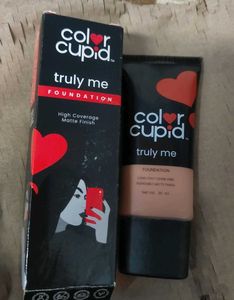 color
cupid
truly me
FOUNDATION
High Coverage
Matte Finish
color
cupid
truly me
FOUNDATION